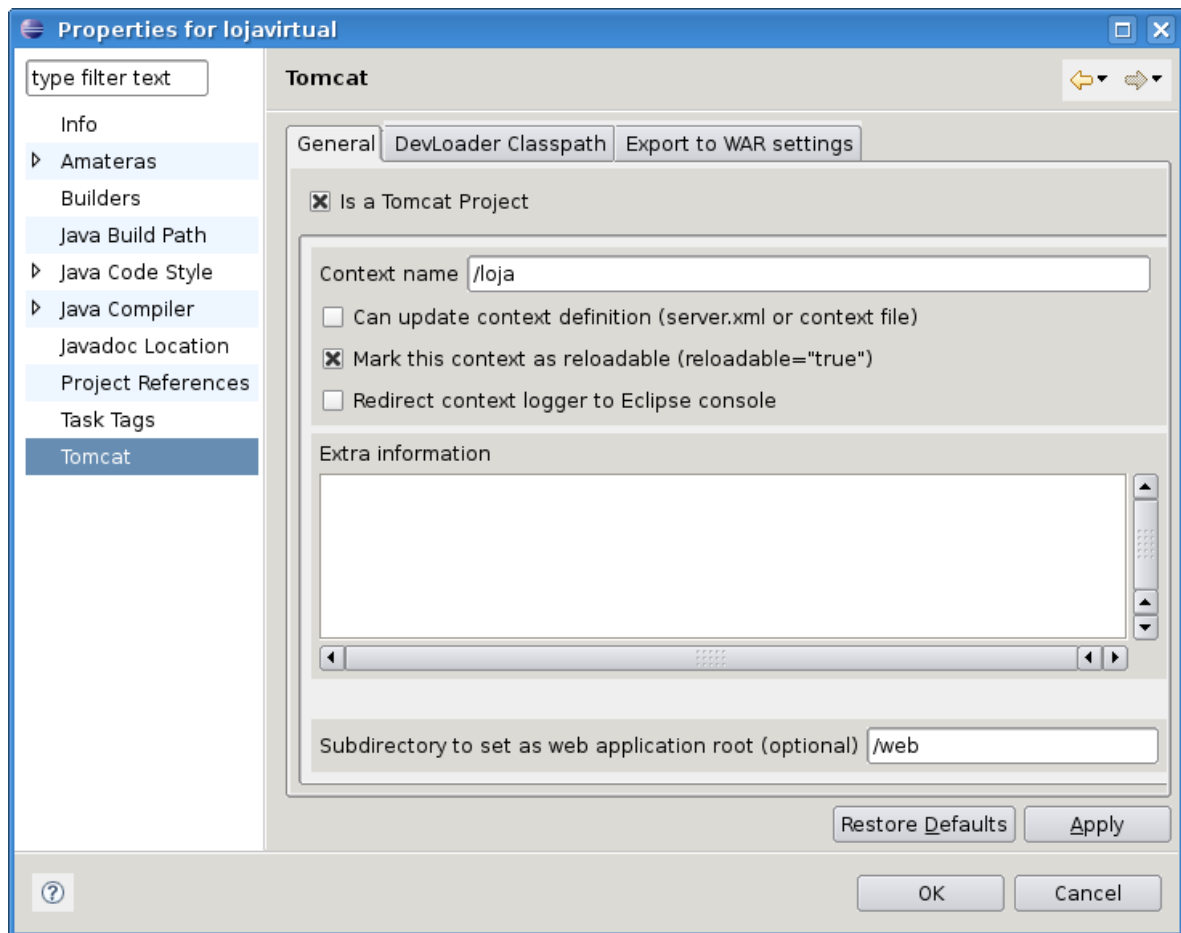 Properties for lojavirtual
type filter text
Tomcat
Info
Amateras
Builders
Java Build Path
Java Code Style
Java Compiler
Javadoc Location
Project References
Task Tags
Tomcat
General DevLoader Classpath Export to WAR settings
Is a Tomcat Project
Context name /loja
Can update context definition (server.xml or context file)
Mark this context as reloadable (reloadable="true")
Redirect context logger to Eclipse console
Extra information
Subdirectory to set as web application root (optional) /web
Restore Defaults Apply
? OK Cancel